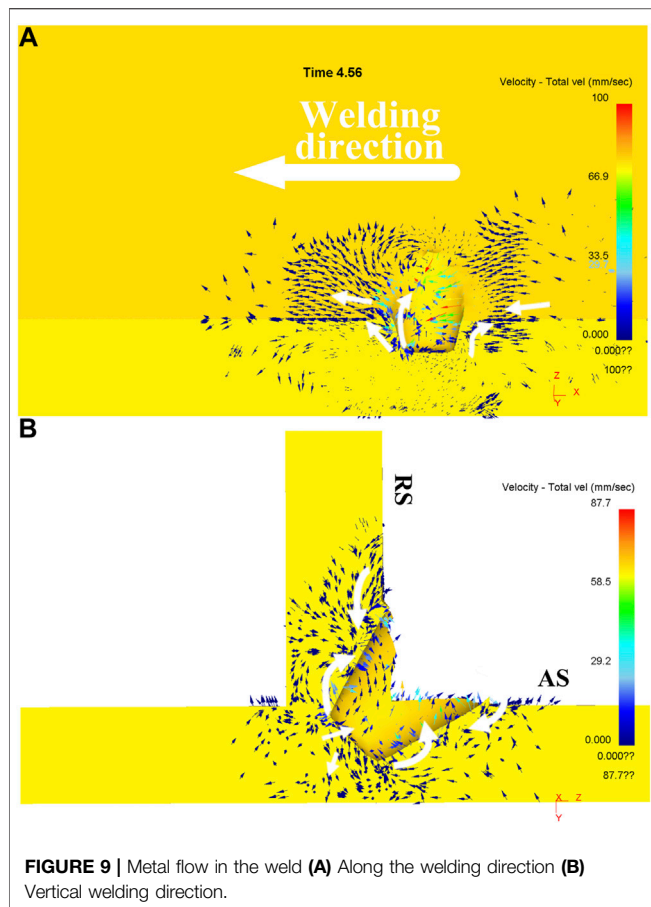 A
Time 4.56
Velocity - Total vel (mm/sec)
Welding
direction
100
66.9
33.5
0.000
0.000??
100??
Z
X
Y
B
RS
Velocity - Total vel (mm/sec)
87.7
58.5
29.2
AS
0.000
0.000??
87.7??
X
Z
Y
FIGURE 9 | Metal flow in the weld (A) Along the welding direction (B)
Vertical welding direction.